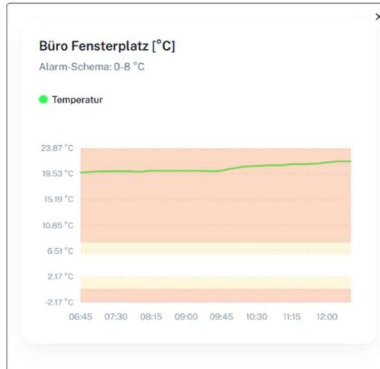 ×
Büro Fensterplatz [°C]
Alarm-Schema: 0-8 °C
Temperatur
23.87 °C
19.53 °C
15.19 °C
10.85 °C
6.51 °C
2.17 °C
-2.17 °C
06:45 07:30 08:15 09:00 09:45 10:30 11:15 12:00